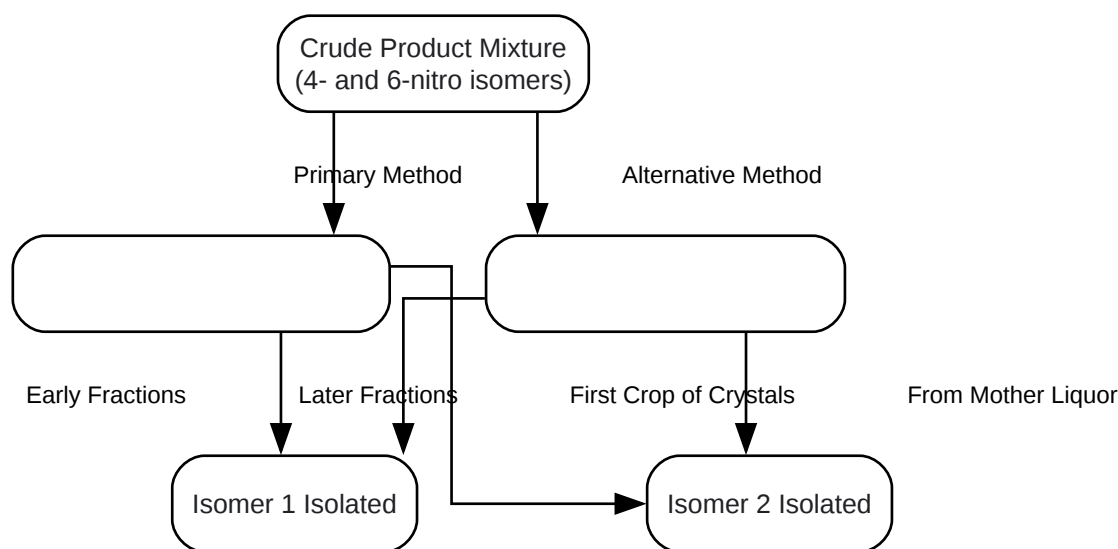 Crude Product Mixture
(4- and 6-nitro isomers)
Primary Method
Alternative Method
Early Fractions
Later Fractions
First Crop of Crystals
From Mother Liquor
Isomer 1 Isolated
Isomer 2 Isolated